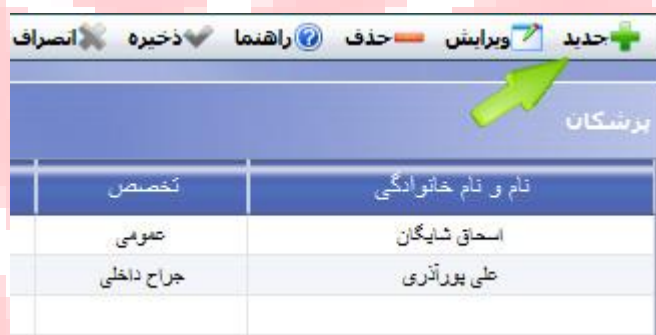 جدید ویرایش حذف راهنما ذخیره انصراف
پزشکان
نام و نام خانوادگی تخصص
اسحاق شایگان عمومی
علی پورآذری جراح داخلی